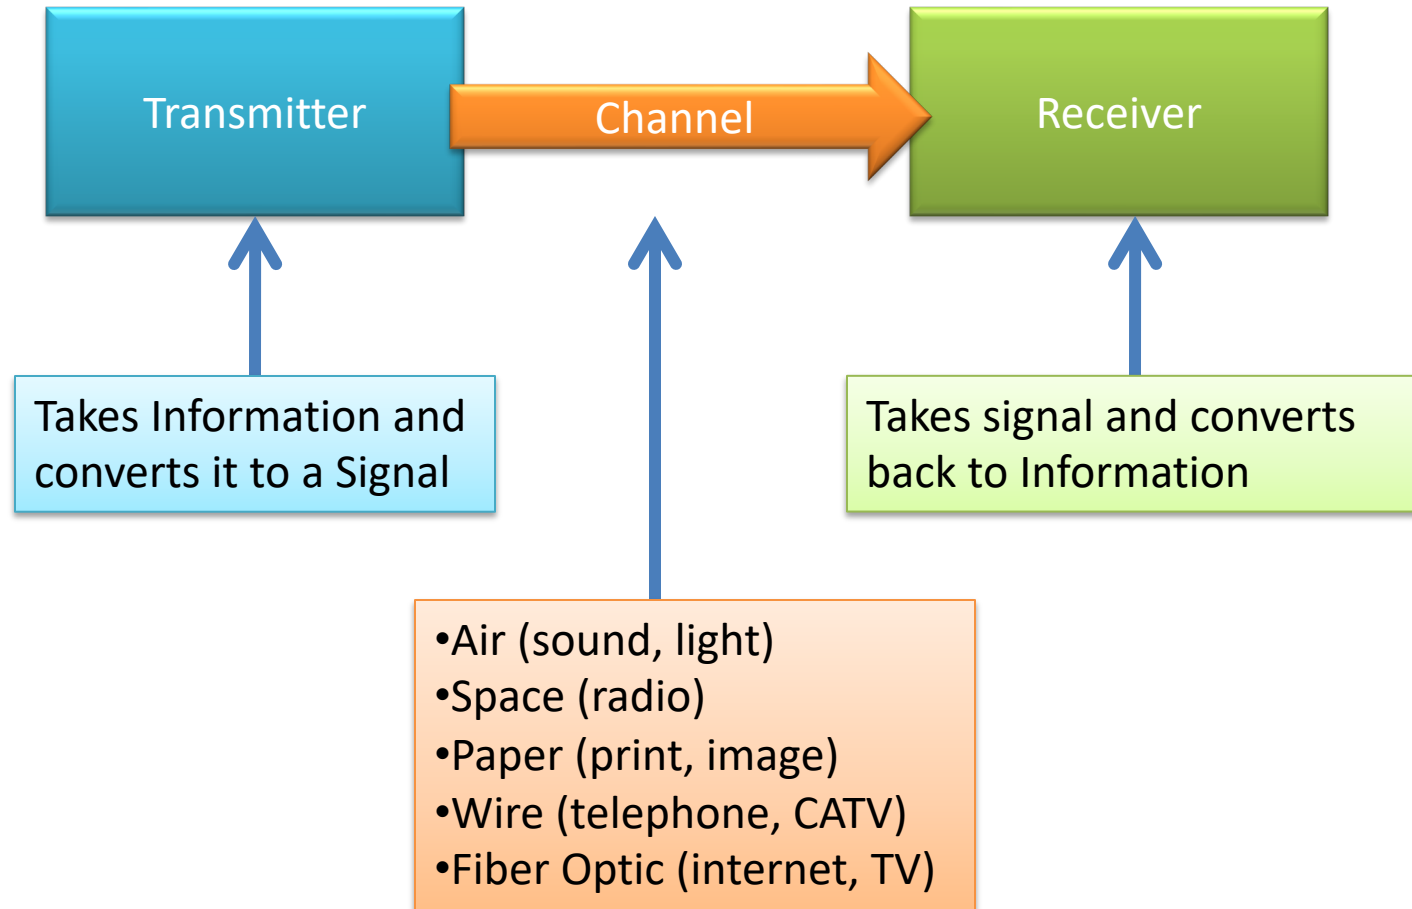 Transmitter
Channel
Receiver
Takes Information and
converts it to a Signal
Takes signal and converts
back to Information
•Air (sound, light)
•Space (radio)
•Paper (print, image)
•Wire (telephone, CATV)
•Fiber Optic (internet, TV)